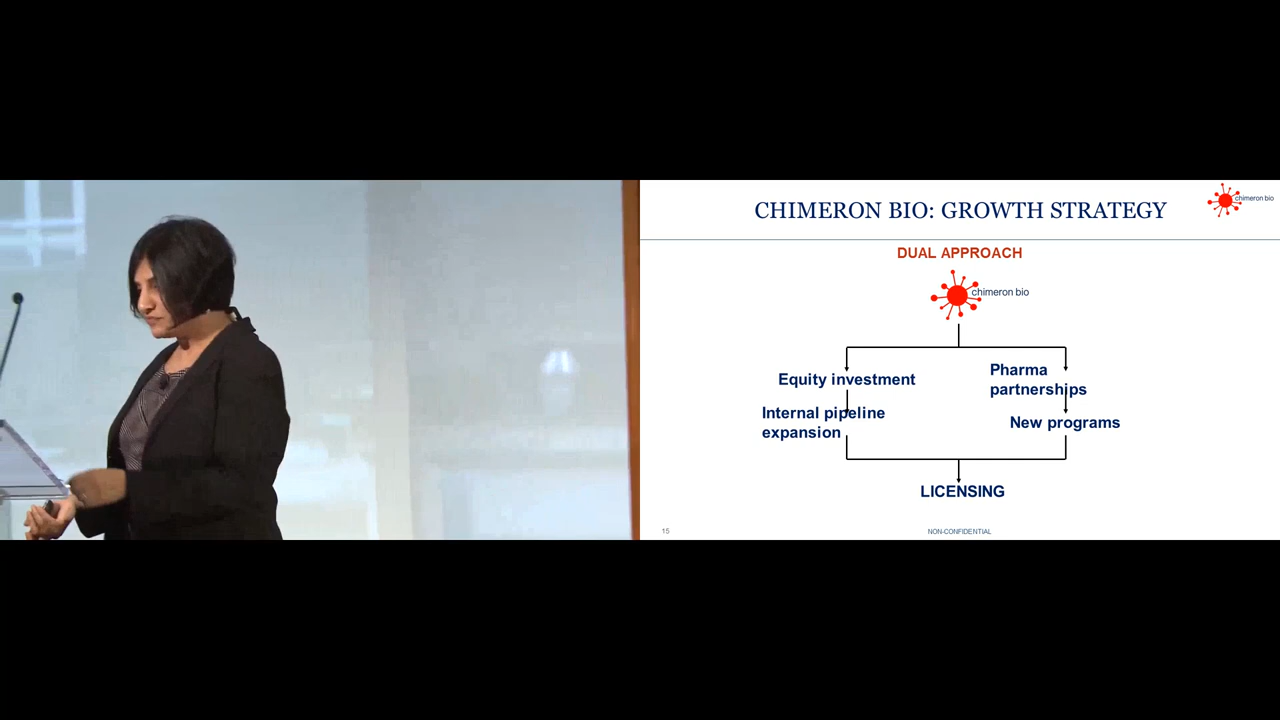 CHIMERON BIO: GROWTH STRATEGY
chimeron bio
DUAL APPROACH
chimeron bio
Equity investment
Pharma
partnerships
Internal pipeline
expansion
New programs
LICENSING
15
NON-CONFIDENTIAL